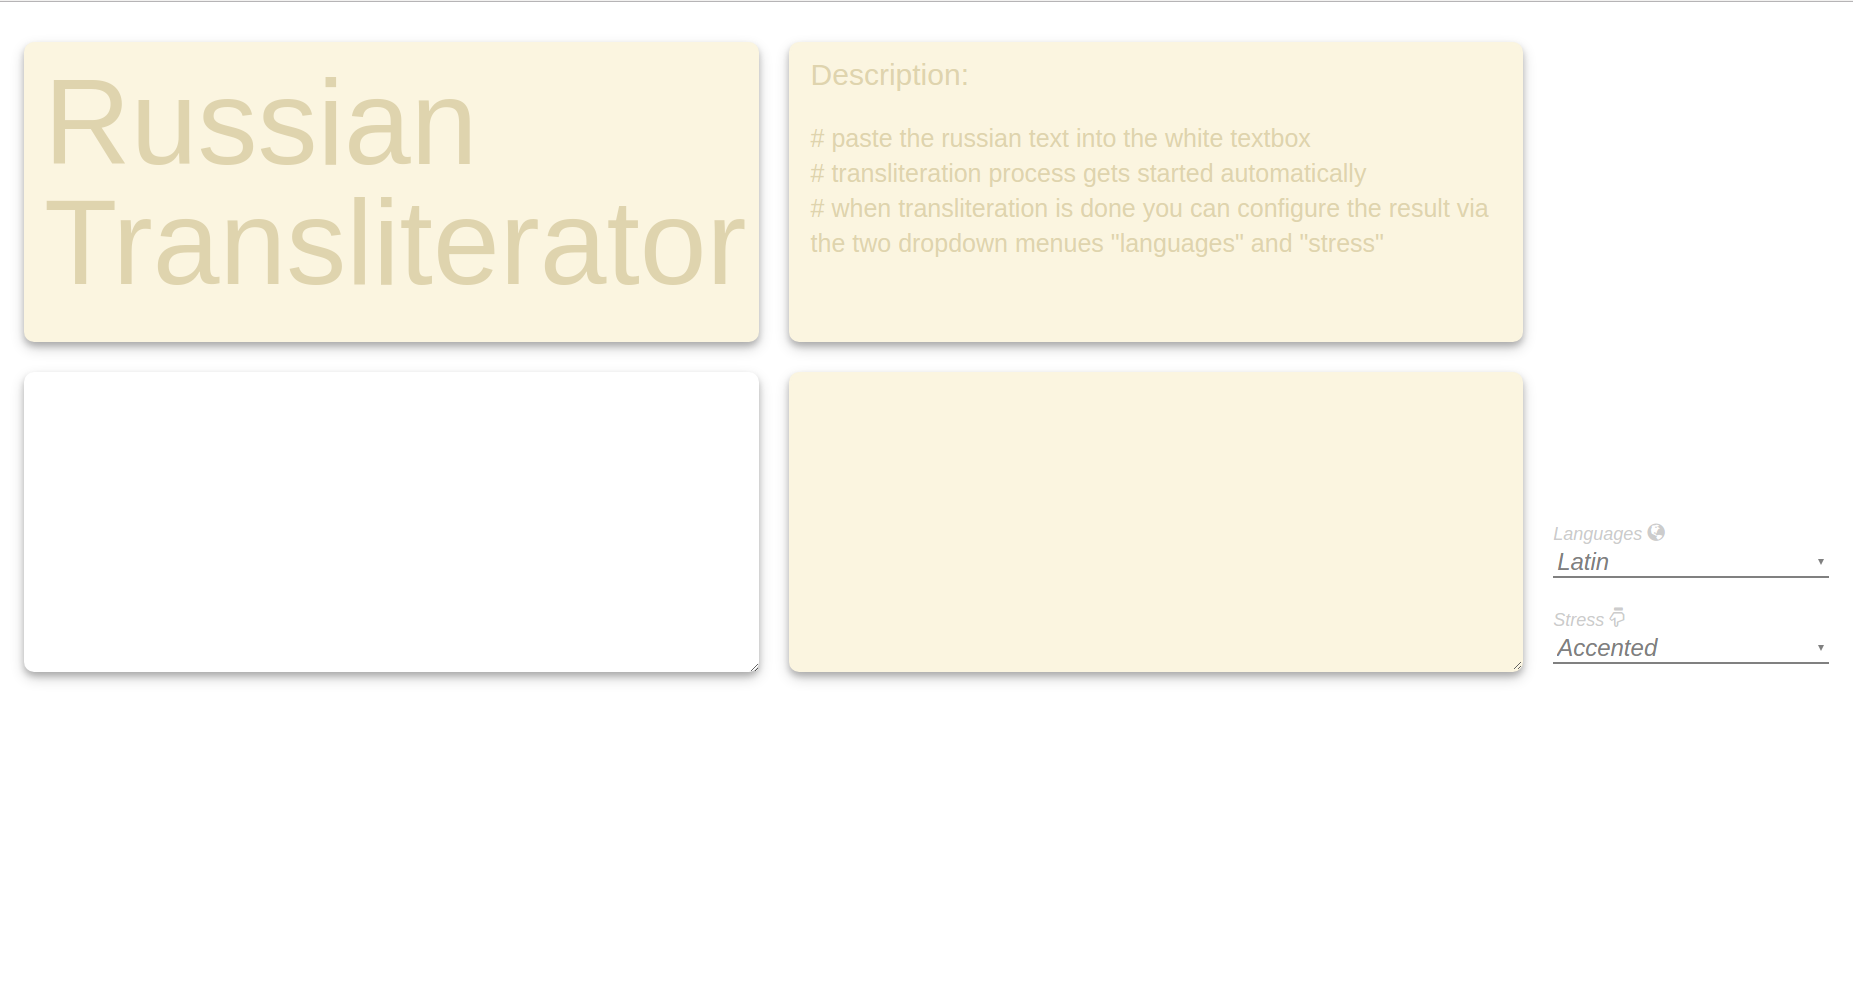 Russian
Transliterator
Description:
# paste the russian text into the white textbox
# transliteration process gets started automatically
# when transliteration is done you can configure the result via
the two dropdown menues "languages" and "stress"
Languages
Latin
Stress
Accented